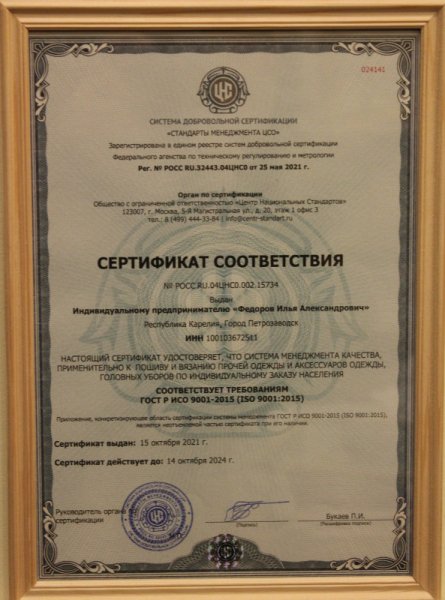 024141
ЦНС
СИСТЕМА ДОБРОВОЛЬНОЙ СЕРТИФИКАЦИИ
«СТАНДАРТЫ МЕНЕДЖМЕНТА ЦСО»
Зарегистрирована в едином реестре систем добровольной сертификации
Федерального агенства по техническому регулированию и метрологии
Рег. № РОСС RU.32443.04ЦНС0 от 25 мая 2021 г.
Орган по сертификации
Общество с ограниченной ответственностью «Центр Национальных Стандартов»
123007, г. Москва, 5-Я Магистральная ул., д. 20, этаж 1 офис 3
тел.: 8 (499) 444-33-84 | info@centr-standart.ru
СЕРТИФИКАТ СООТВЕТСТВИЯ
№ РОСС.RU.04ЦНС0.002.15734
Выдан
Индивидуальному предпринимателю «Федоров Илья Александрович»
Республика Карелия, Город Петрозаводск
ИНН 100103672511
НАСТОЯЩИЙ СЕРТИФИКАТ УДОСТОВЕРЯЕТ, ЧТО СИСТЕМА МЕНЕДЖМЕНТА КАЧЕСТВА,
ПРИМЕНИТЕЛЬНО К ПОШИВУ И ВЯЗАНИЮ ПРОЧЕЙ ОДЕЖДЫ И АКСЕССУАРОВ ОДЕЖДЫ,
ГОЛОВНЫХ УБОРОВ ПО ИНДИВИДУАЛЬНОМУ ЗАКАЗУ НАСЕЛЕНИЯ
СООТВЕТСТВУЕТ ТРЕБОВАНИЯМ
ГОСТ Р ИСО 9001-2015 (ISO 9001:2015)
Приложение, конкретизирующее область сертификации системы менеджмента ГОСТ Р ИСО 9001-2015 (ISO 9001:2015),
является неотъемлемой частью сертификата при его наличии.
Сертификат выдан: 15 октября 2021 г.
Сертификат действует до: 14 октября 2024 г.
Руководитель органа по
сертификации
М.П.
(Подпись)
Букаев П.И.
(Расшифровка подписи)